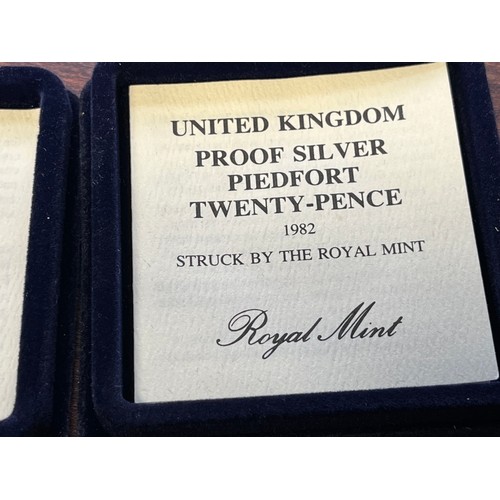 UNITED KINGDOM
PROOF SILVER
PIEDFORT
TWENTY-PENCE
1982
STRUCK BY THE ROYAL MINT
Royal Mint